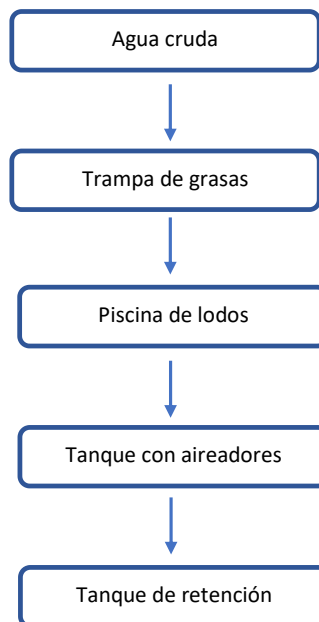 Agua cruda
Trampa de grasas
Piscina de lodos
Tanque con aireadores
Tanque de retención